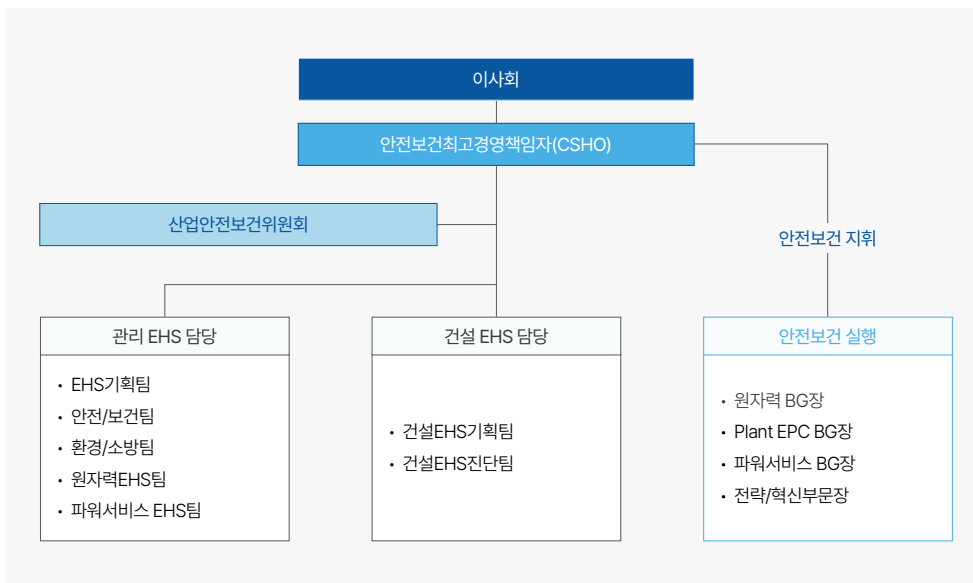 이사회
안전보건최고경영책임자(CSHO)
산업안전보건위원회
안전보건 지휘
관리 EHS 담당
• EHS기획팀
• 안전/보건팀
• 환경/소방팀
• 원자력EHS팀
• 파워서비스 EHS팀
건설 EHS 담당
• 건설EHS기획팀
• 건설EHS진단팀
안전보건 실행
• 원자력 BG장
• Plant EPC BG장
• 파워서비스 BG장
• 전략/혁신부문장